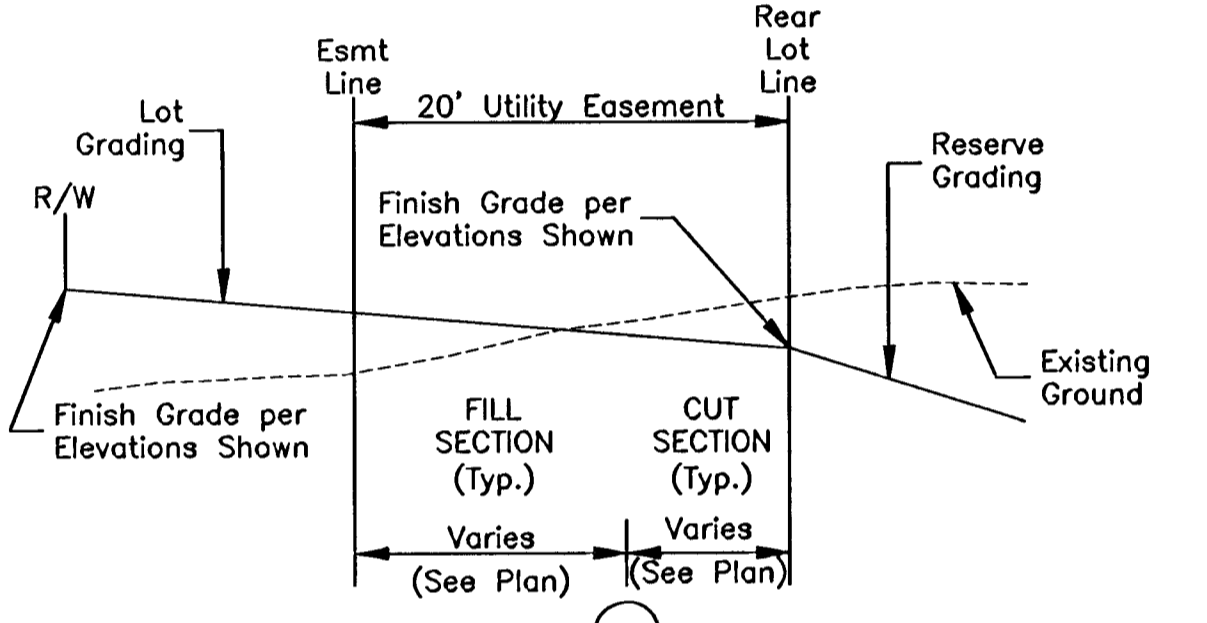 Rear
Lot
Line
Esmt
Line
20' Utility Easement
Lot
Grading
Reserve
Grading
R/W
Finish Grade per
Elevations Shown
Existing
Ground
Finish Grade per
Elevations Shown
FILL
SECTION
(Typ.)
CUT
SECTION
(Typ.)
Varies
(See Plan)
Varies
(See Plan)